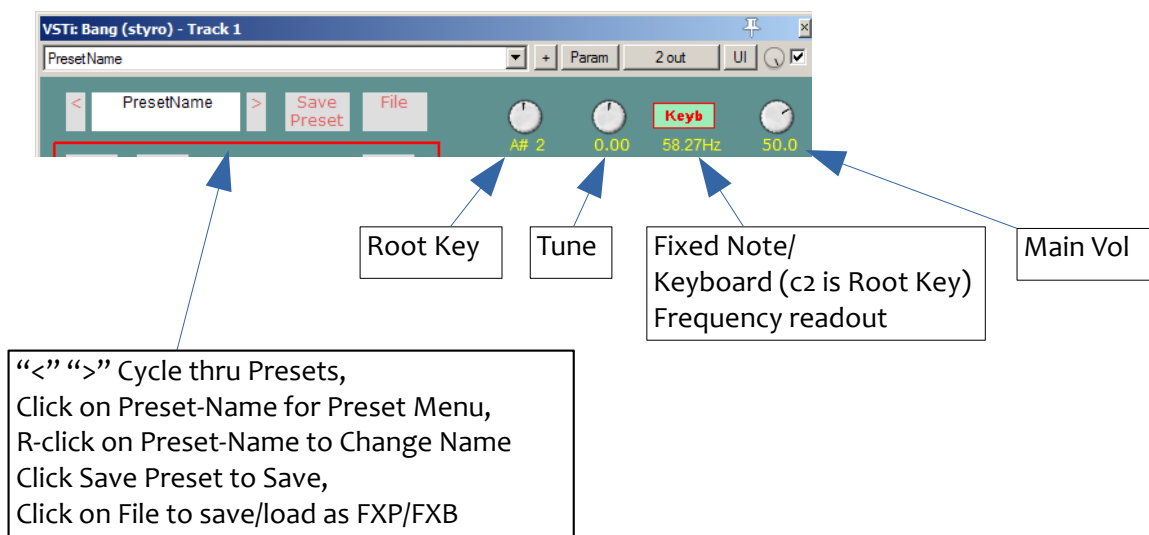 VSTi: Bang (styro) - Track 1
PresetName + Param 2 out UI
< PresetName > Save Preset File Keyb
A# 2 0.00 58.27Hz 50.0
Root Key
Tune
Fixed Note/
Keyboard (c2 is Root Key)
Frequency readout
Main Vol
“<” “>” Cycle thru Presets,
Click on Preset-Name for Preset Menu,
R-click on Preset-Name to Change Name
Click Save Preset to Save,
Click on File to save/load as FXP/FXB